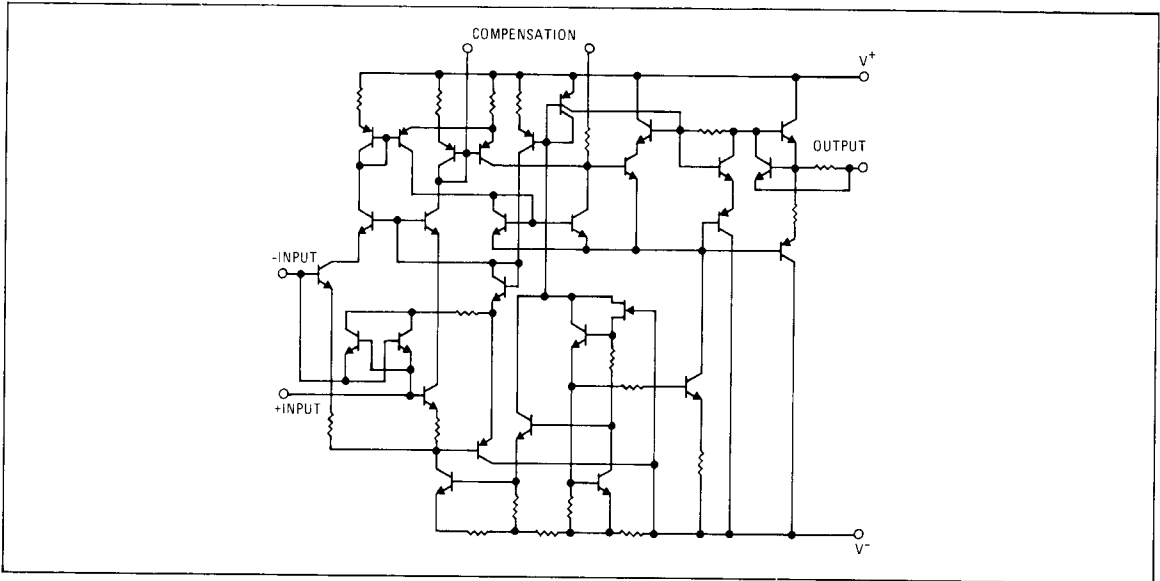 COMPENSATION
V+
OUTPUT
-INPUT
+INPUT
V-